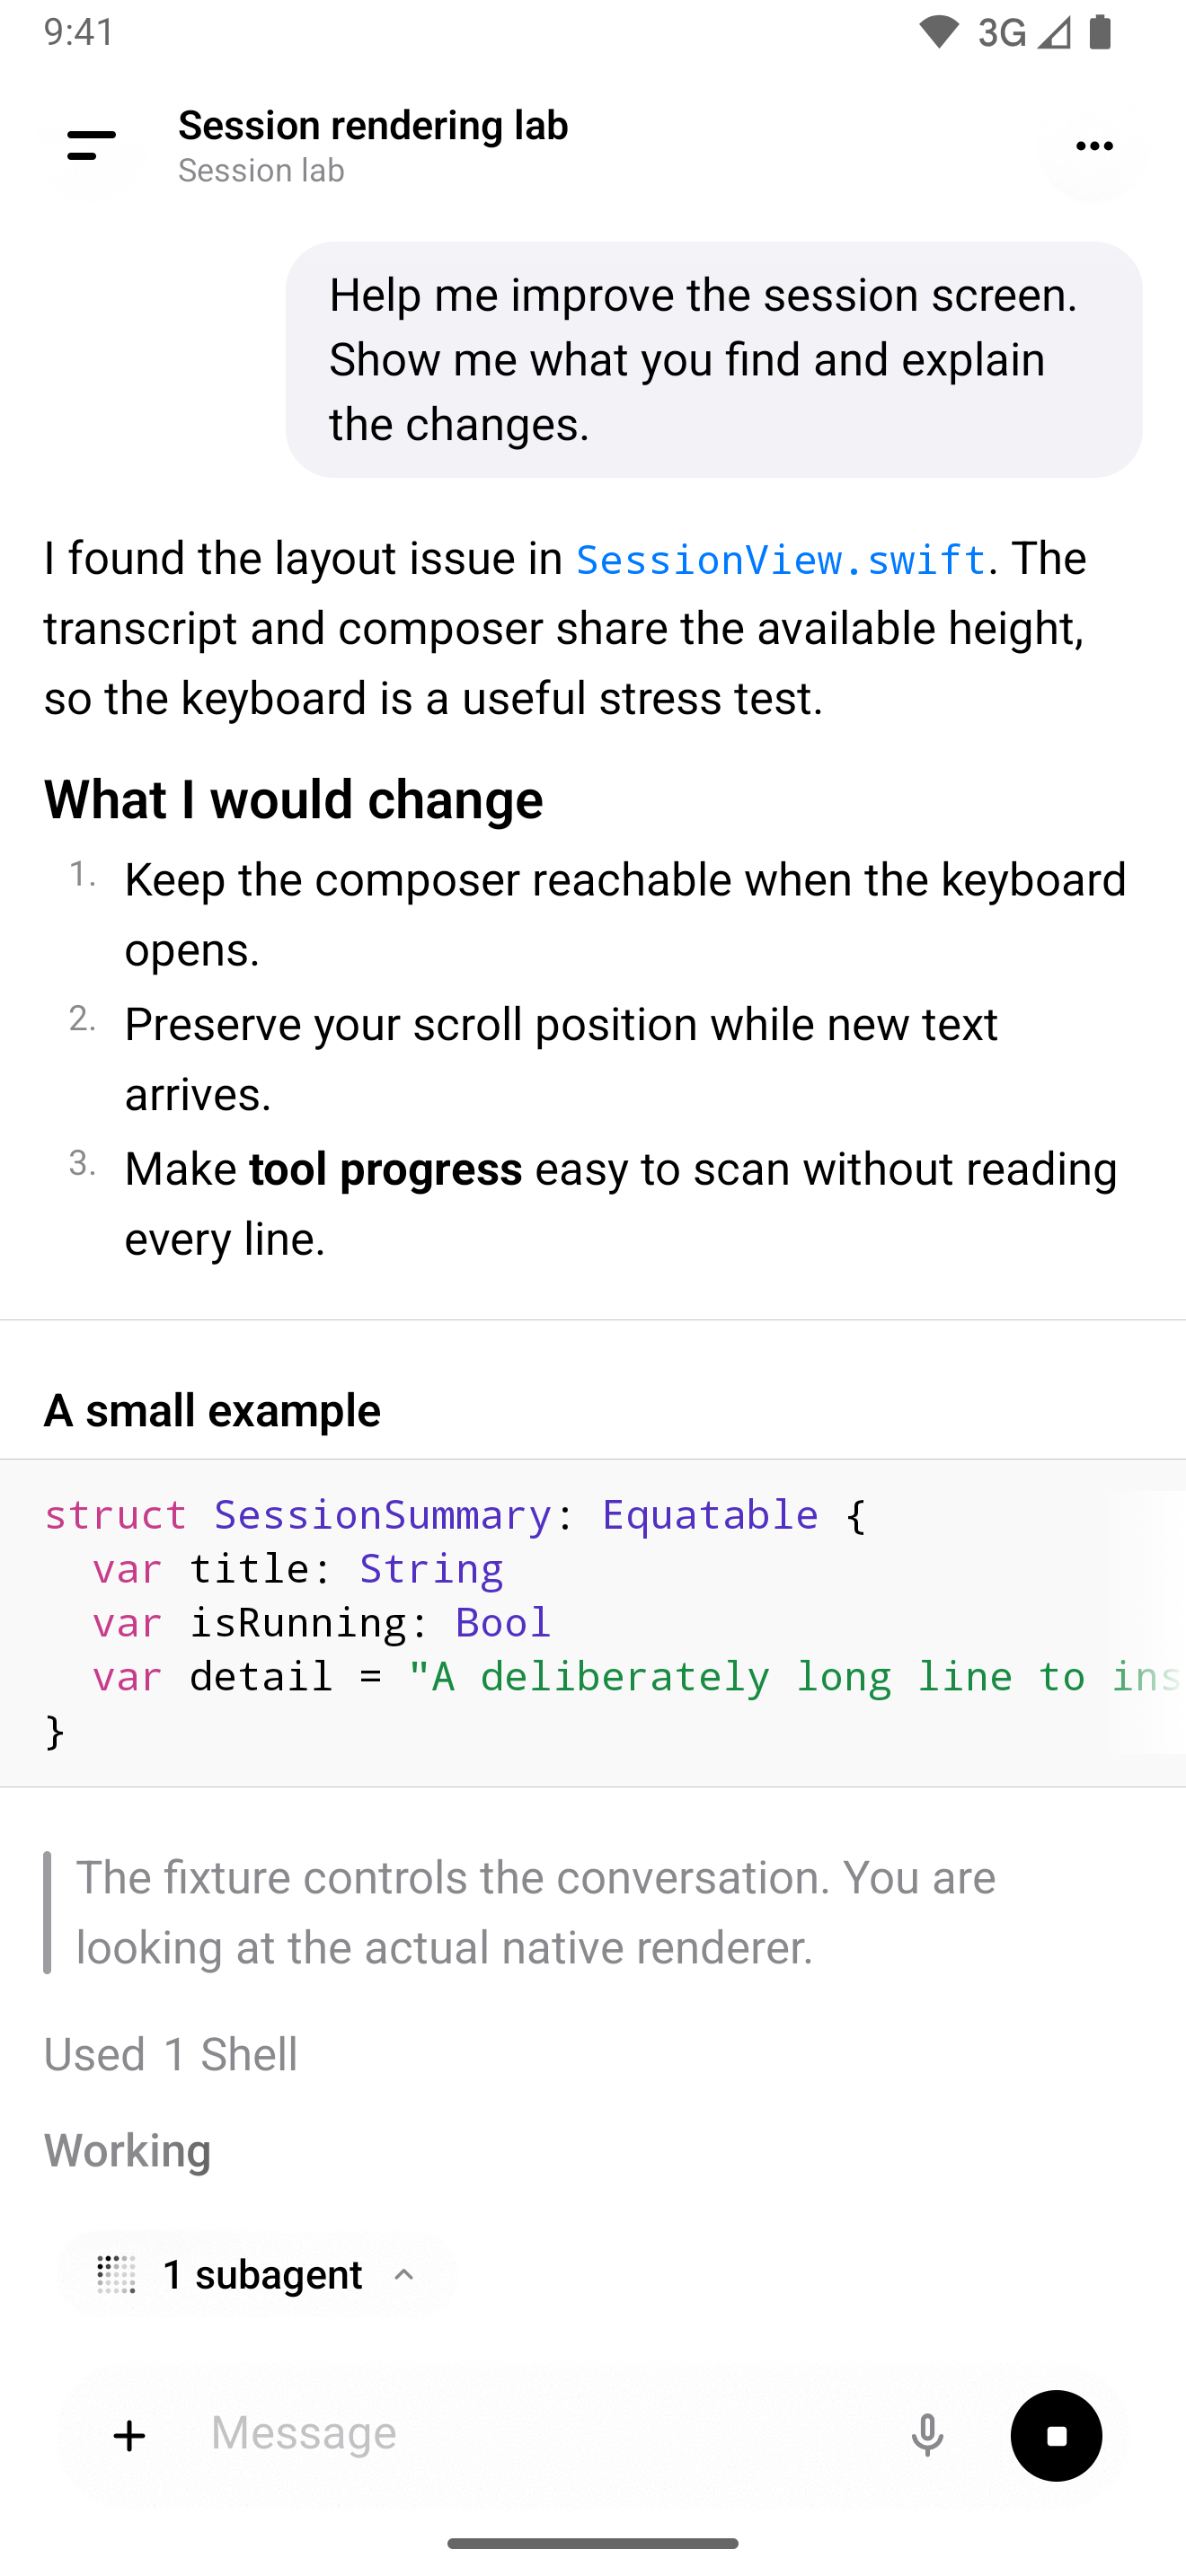 9:41
3G
Session rendering lab
Session lab
Help me improve the session screen.
Show me what you find and explain
the changes.
I found the layout issue in SessionView.swift. The
transcript and composer share the available height,
so the keyboard is a useful stress test.
What I would change
1. Keep the composer reachable when the keyboard
opens.
2. Preserve your scroll position while new text
arrives.
3. Make tool progress easy to scan without reading
every line.
A small example
struct SessionSummary: Equatable {
  var title: String
  var isRunning: Bool
  var detail = "A deliberately long line to ins
}
The fixture controls the conversation. You are
looking at the actual native renderer.
Used 1 Shell
Working
1 subagent
Message